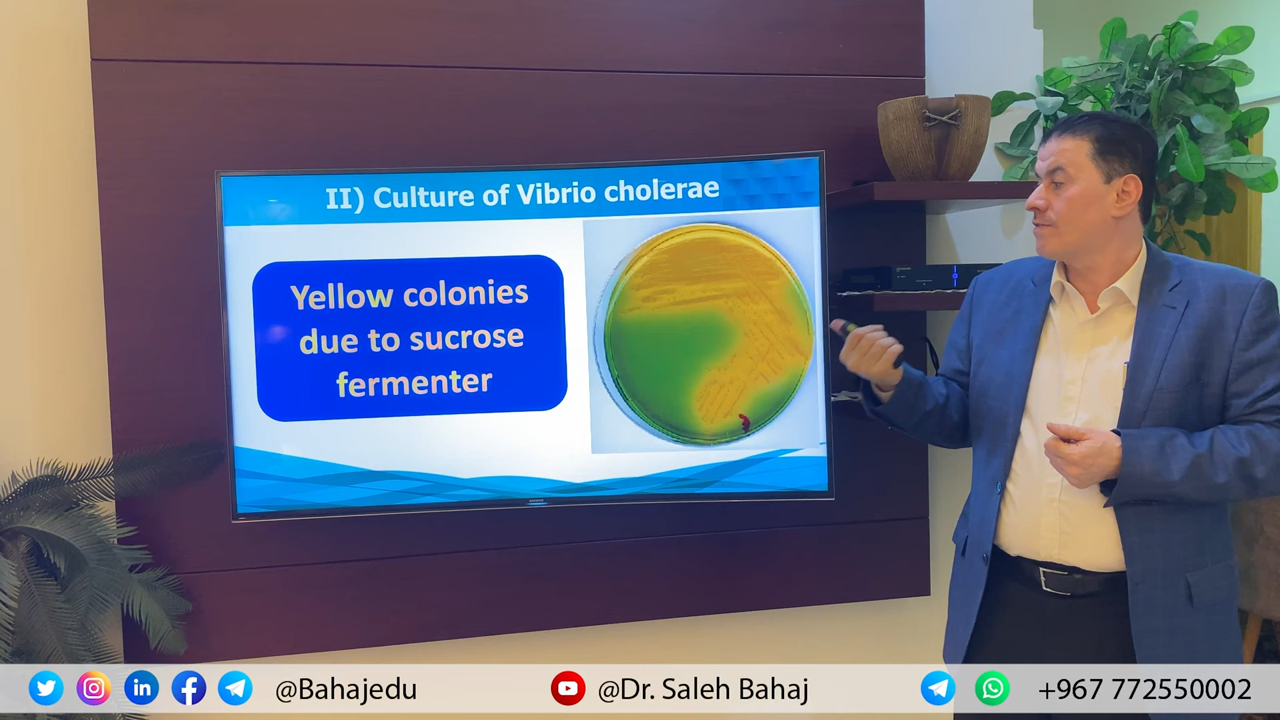 II) Culture of Vibrio cholerae
Yellow colonies
due to sucrose
fermenter
@Bahajedu
@Dr. Saleh Bahaj
+967 772550002